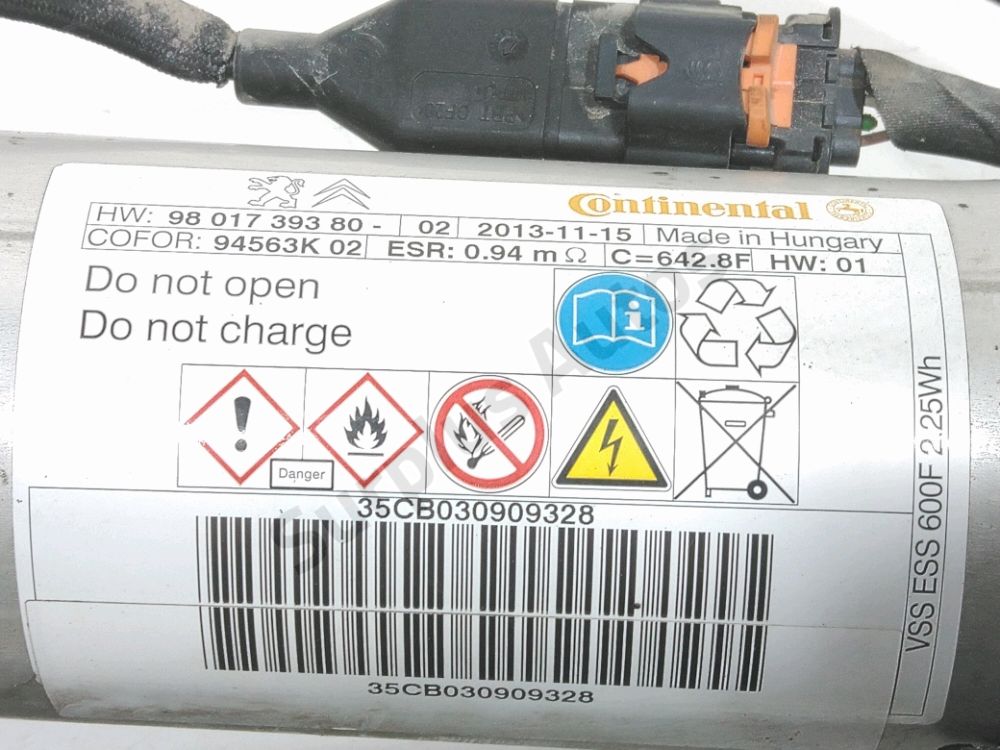 Continental
HW: 98 017 393 80 - 02 2013-11-15 Made in Hungary
COFOR: 94563K 02 ESR: 0.94 mΩ C=642.8F HW: 01
Do not open
Do not charge
Danger
VSS ESS 600F 2.25Wh
35CB030909328
35CB030909328